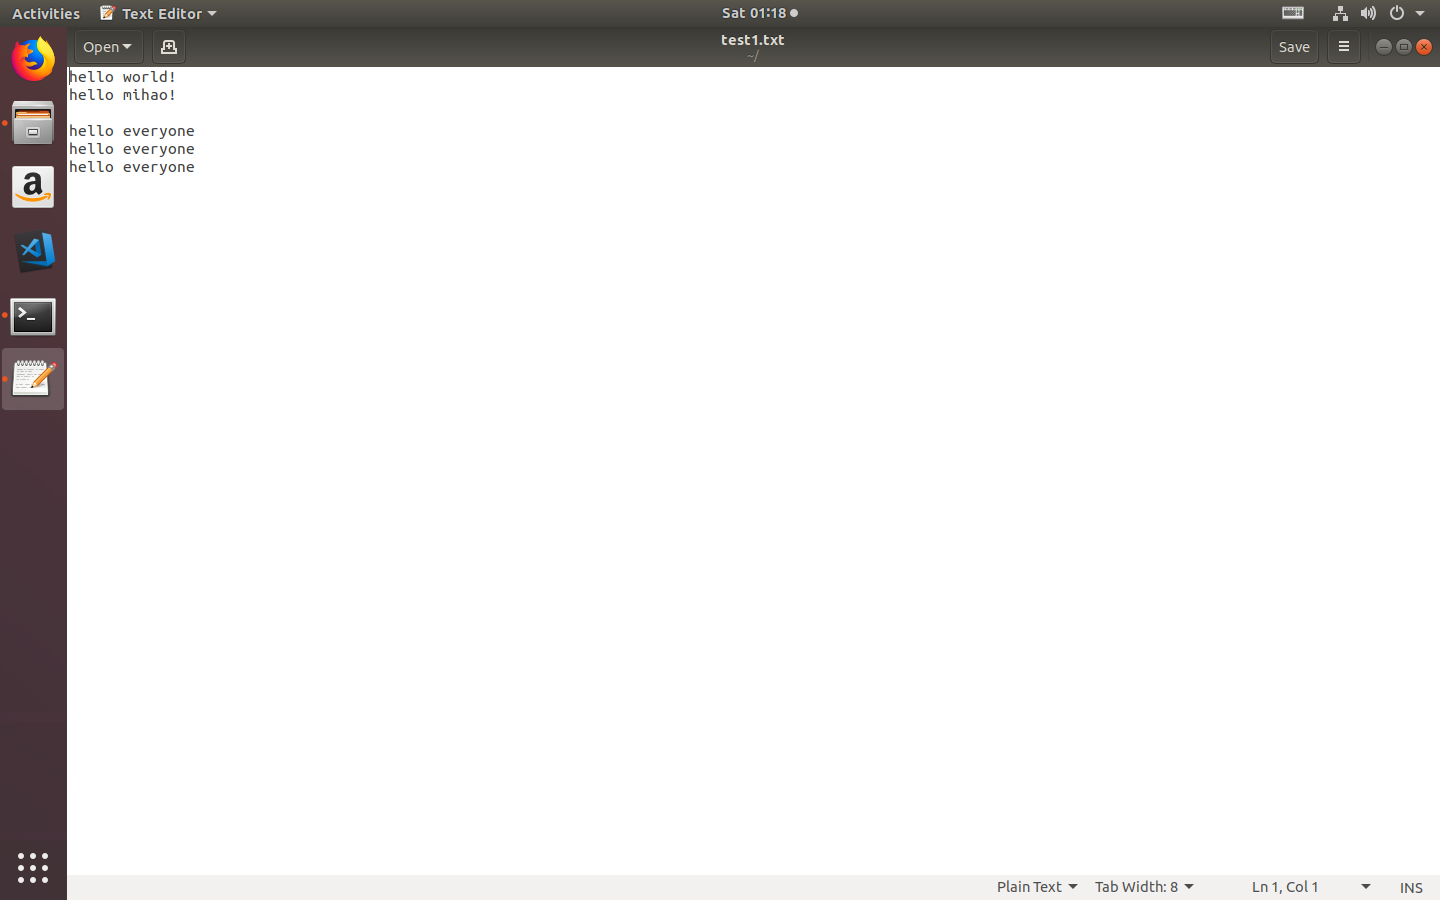 Activities Text Editor Sat 01:18
Open test1.txt Save
~/
hello world!
hello mihao!
hello everyone
hello everyone
hello everyone
Plain Text Tab Width: 8 Ln 1, Col 1 INS